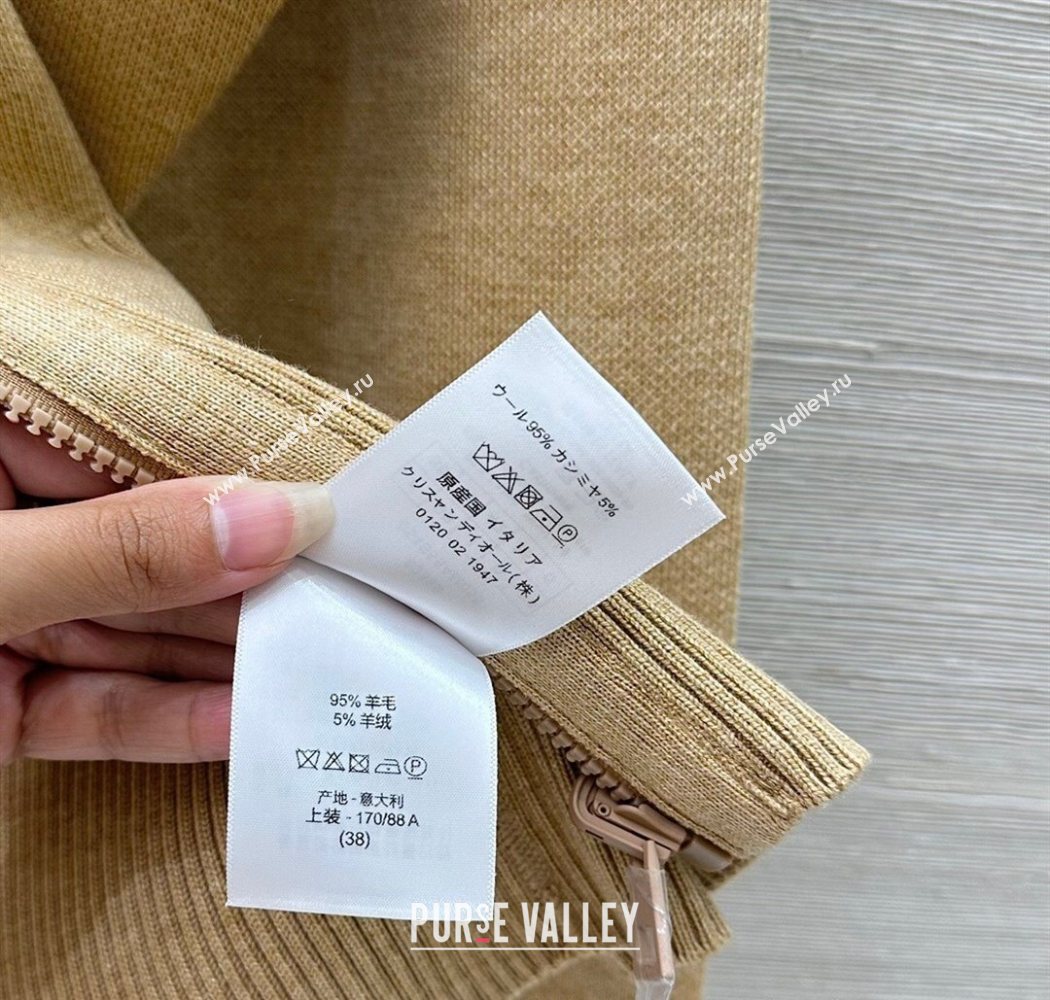 ウール 95% カシミヤ 5%
原産国 イタリア
クリスチャン ディオール(株)
0120 02 1947
95% 羊毛
5% 羊绒
P
产地 - 意大利
上装 - 170/88 A
(38)
www.PurseValley.ru
www.PurseValley.ru
PURSE VALLEY